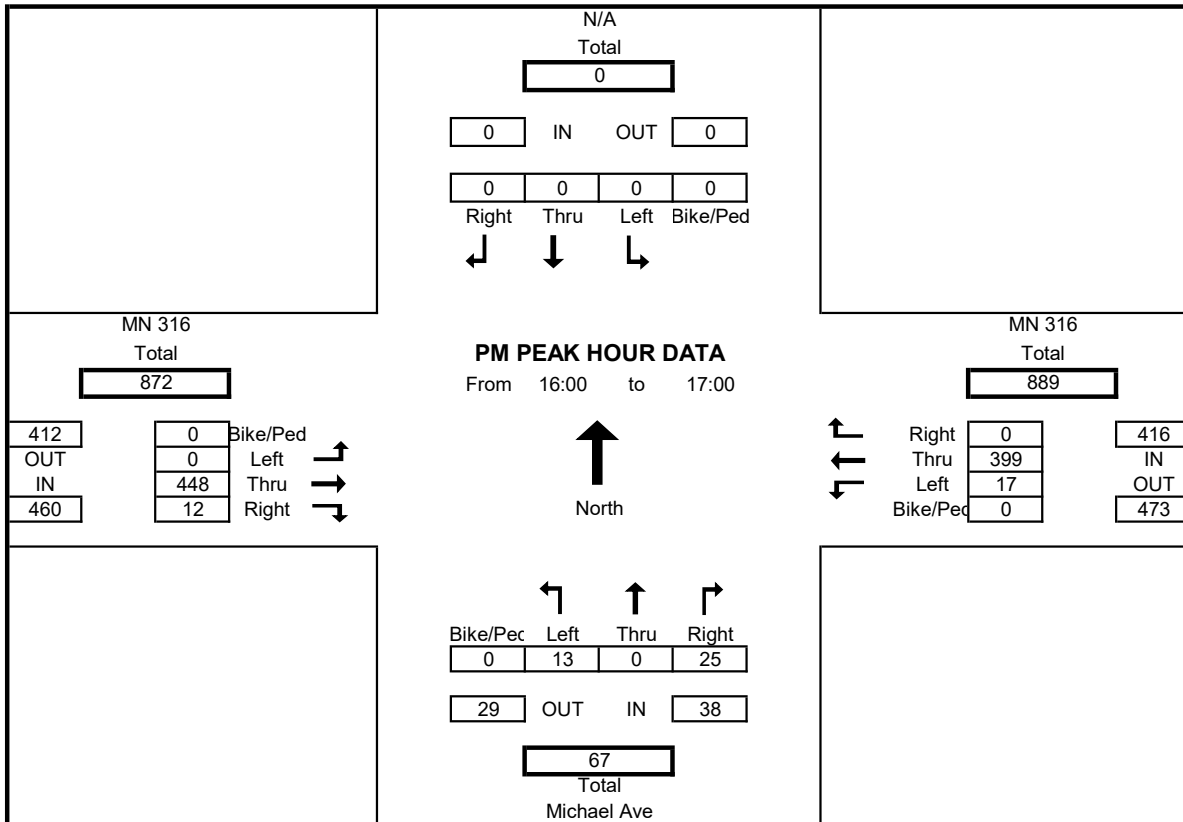 N/A
Total
0
0 IN OUT 0
0 0 0 0
Right Thru Left Bike/Ped
MN 316
Total
872
412 0 Bike/Ped
OUT 0 Left
IN 448 Thru
460 12 Right
PM PEAK HOUR DATA
From 16:00 to 17:00
North
MN 316
Total
889
Right 0 416
Thru 399 IN
Left 17 OUT
Bike/Ped 0 473
Bike/Pec Left Thru Right
0 13 0 25
29 OUT IN 38
67
Total
Michael Ave